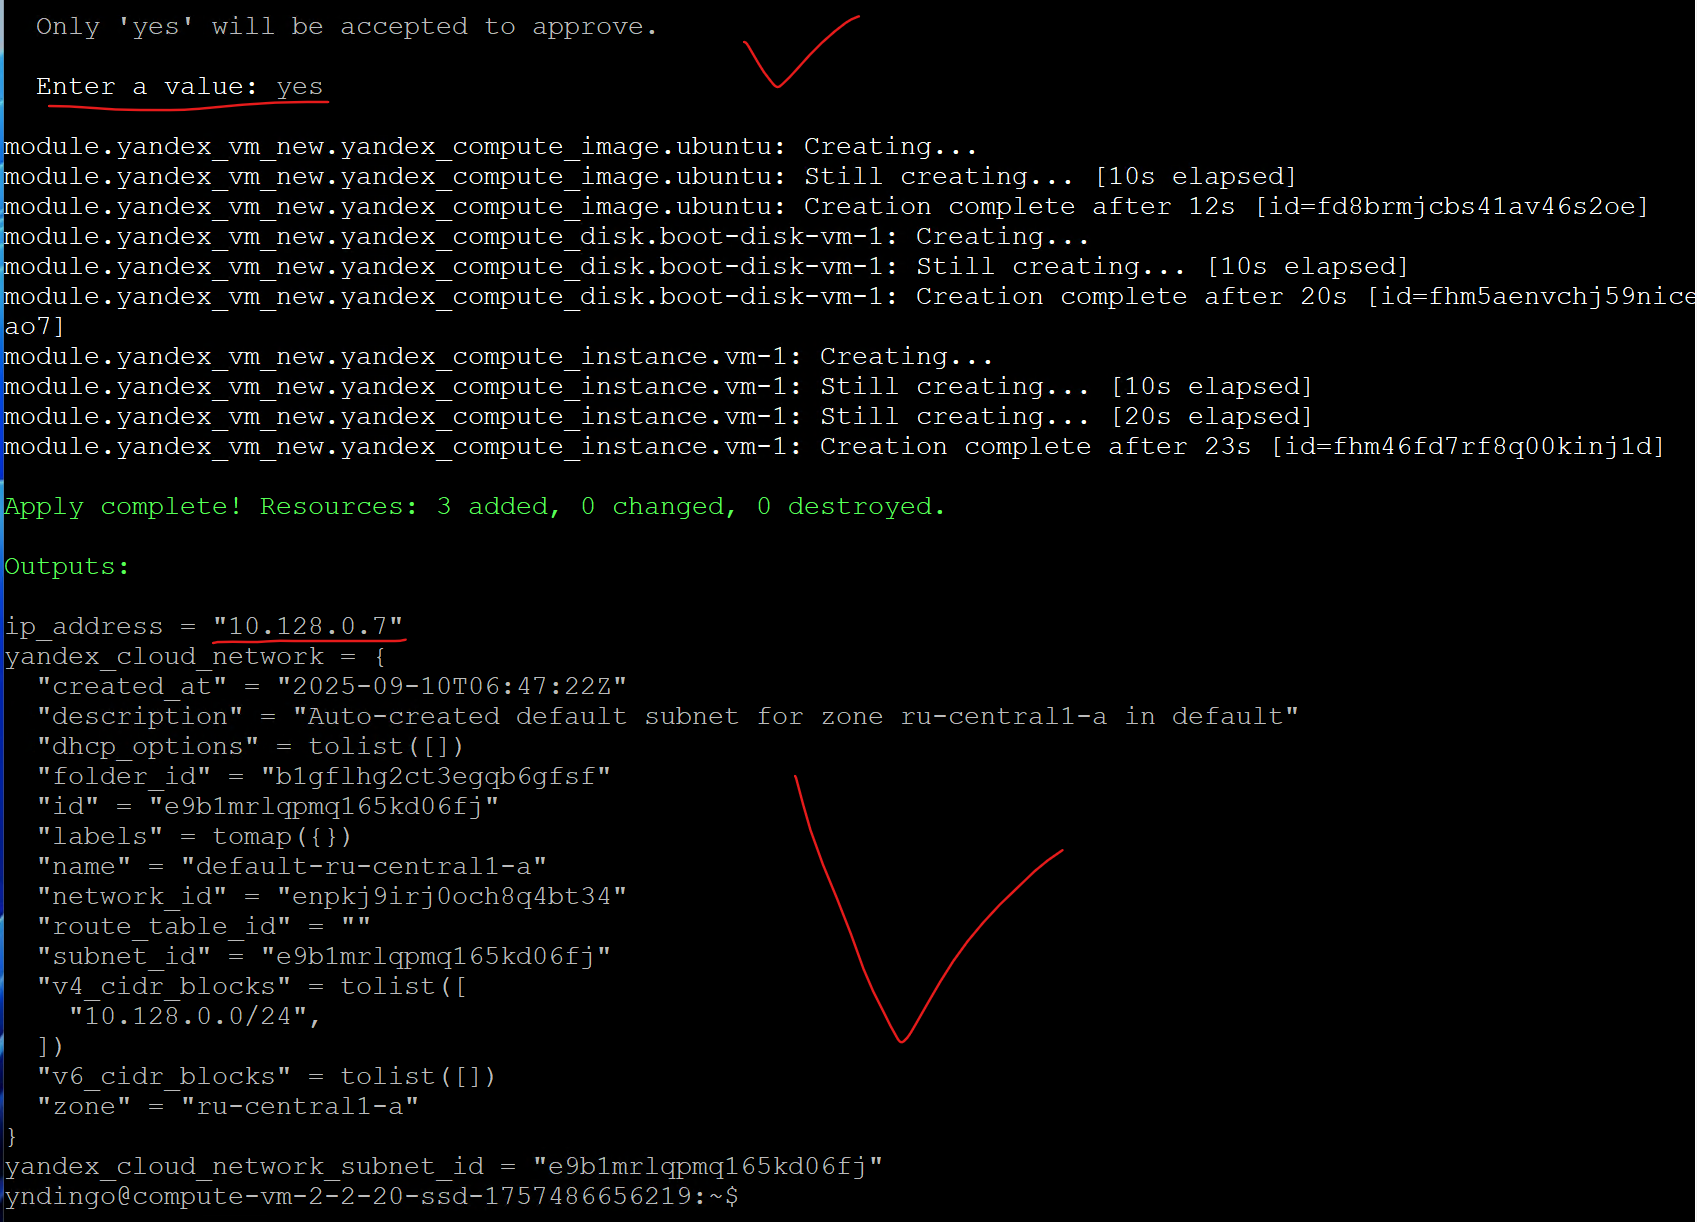 Only 'yes' will be accepted to approve.
Enter a value: yes
module.yandex_vm_new.yandex_compute_image.ubuntu: Creating...
module.yandex_vm_new.yandex_compute_image.ubuntu: Still creating... [10s elapsed]
module.yandex_vm_new.yandex_compute_image.ubuntu: Creation complete after 12s [id=fd8brmjcbs41av46s2oe]
module.yandex_vm_new.yandex_compute_disk.boot-disk-vm-1: Creating...
module.yandex_vm_new.yandex_compute_disk.boot-disk-vm-1: Still creating... [10s elapsed]
module.yandex_vm_new.yandex_compute_disk.boot-disk-vm-1: Creation complete after 20s [id=fhm5aenvchj59nice
ao7]
module.yandex_vm_new.yandex_compute_instance.vm-1: Creating...
module.yandex_vm_new.yandex_compute_instance.vm-1: Still creating... [10s elapsed]
module.yandex_vm_new.yandex_compute_instance.vm-1: Still creating... [20s elapsed]
module.yandex_vm_new.yandex_compute_instance.vm-1: Creation complete after 23s [id=fhm46fd7rf8q00kinj1d]
Apply complete! Resources: 3 added, 0 changed, 0 destroyed.
Outputs:
ip_address = "10.128.0.7"
yandex_cloud_network = {
"created_at" = "2025-09-10T06:47:22Z"
"description" = "Auto-created default subnet for zone ru-central1-a in default"
"dhcp_options" = tolist([])
"folder_id" = "b1gflhg2ct3egqb6gfsf"
"id" = "e9b1mrlqpmq165kd06fj"
"labels" = tomap({})
"name" = "default-ru-central1-a"
"network_id" = "enpkj9irj0och8q4bt34"
"route_table_id" = ""
"subnet_id" = "e9b1mrlqpmq165kd06fj"
"v4_cidr_blocks" = tolist([
"10.128.0.0/24",
])
"v6_cidr_blocks" = tolist([])
"zone" = "ru-central1-a"
}
yandex_cloud_network_subnet_id = "e9b1mrlqpmq165kd06fj"
yndingo@compute-vm-2-2-20-ssd-1757486656219:~$